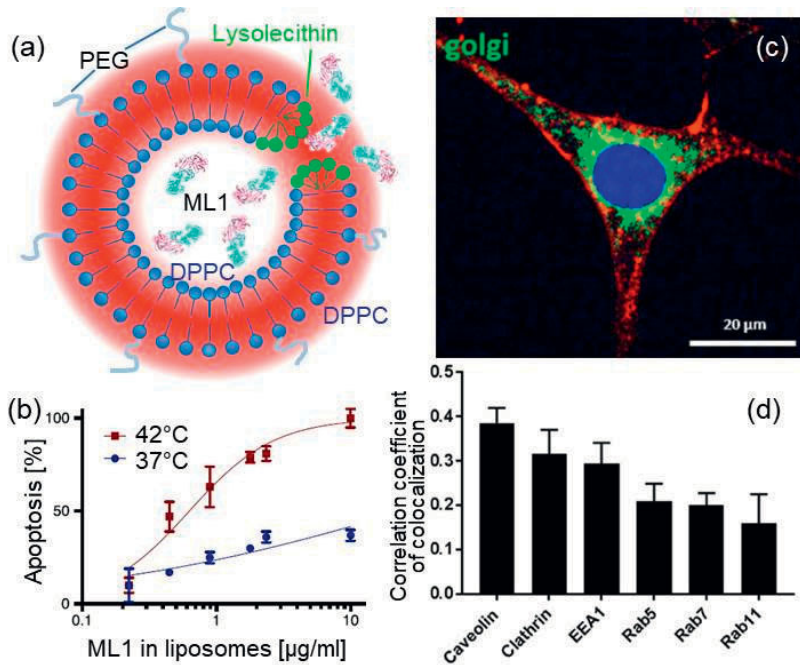 (a)
Lysolecithin
PEG
ML1
DPPC
DPPC
golgi
(c)
20 µm
(b)
100
50
0
42°C
37°C
Apoptosis [%]
0.1
1
10
ML1 in liposomes [µg/ml]
(d)
0.5
0.4
0.3
0.2
0.1
0.0
Correlation coefficient
of colocalization
Caveolin
Clathrin
EEA1
Rab5
Rab7
Rab11